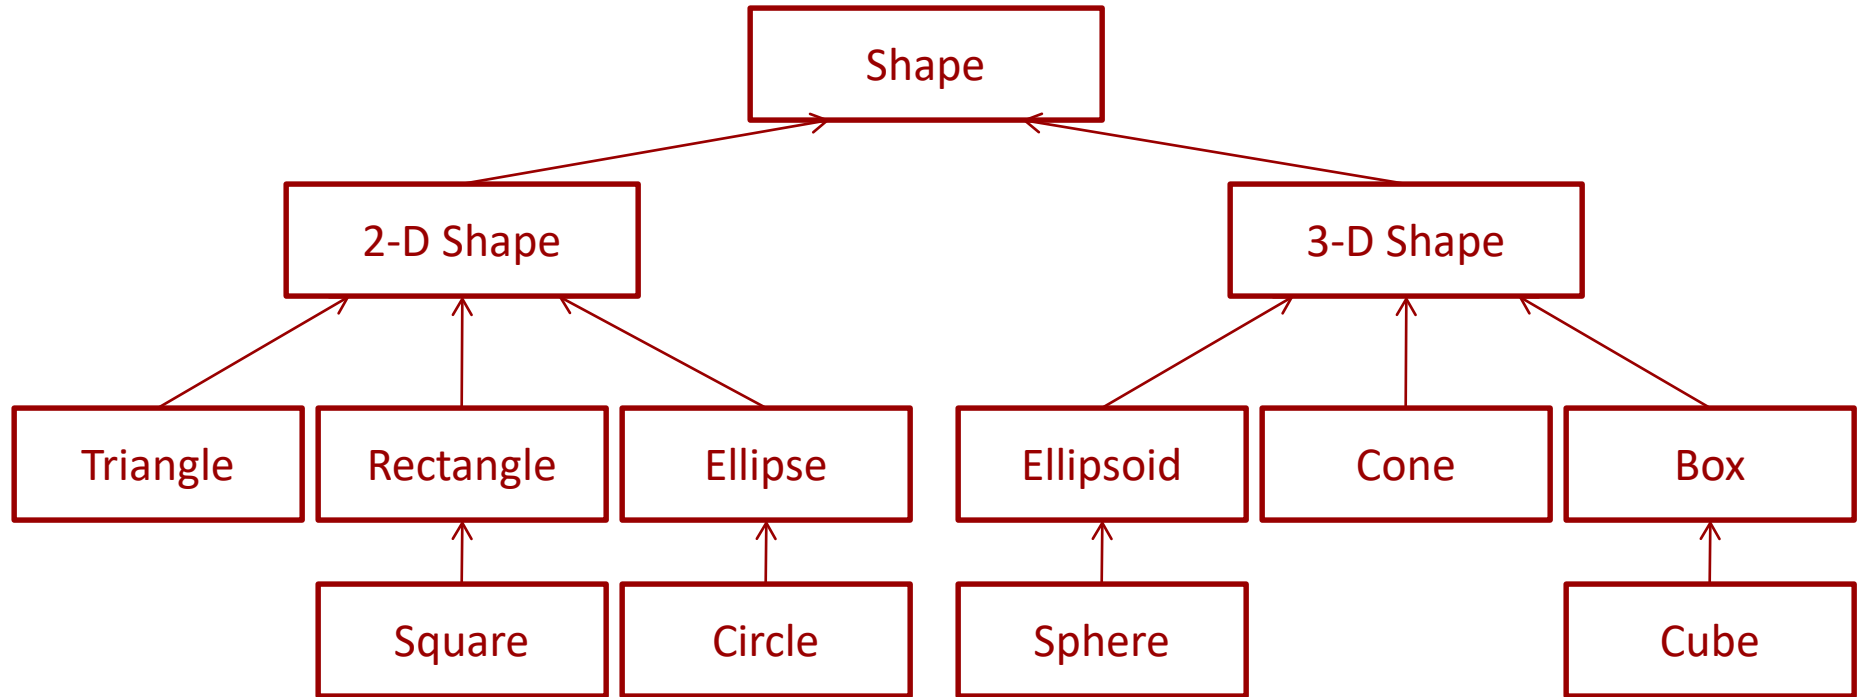 Shape
2-D Shape
3-D Shape
Triangle
Rectangle
Ellipse
Ellipsoid
Cone
Box
Square
Circle
Sphere
Cube